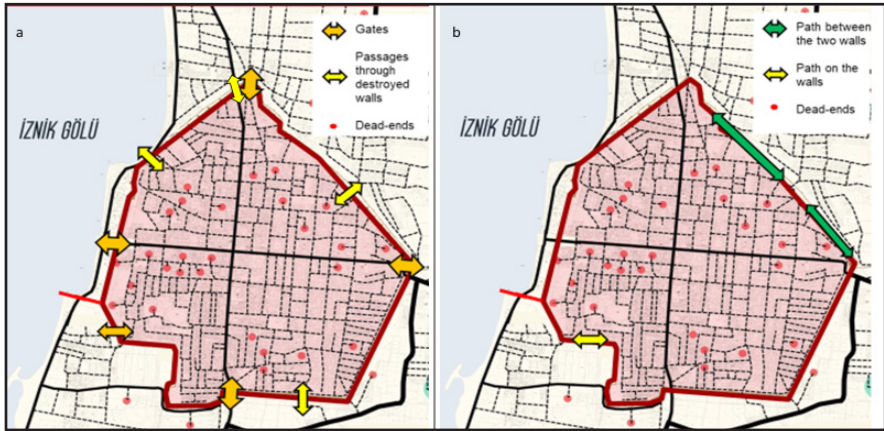 a
Gates
Passages
through
destroyed
walls
Dead-ends
İZNİK GÖLÜ
b
Path between
the two walls
Path on the
walls
Dead-ends
İZNİK GÖLÜ